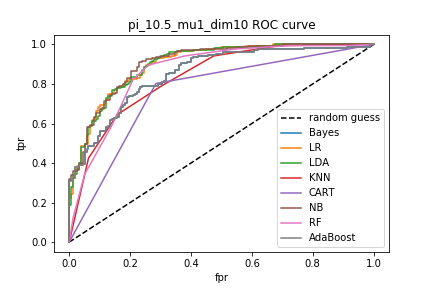 pi_10.5_mu1_dim10 ROC curve
1.0
0.8
0.6
0.4
0.2
0.0
tpr
random guess
Bayes
LR
LDA
KNN
CART
NB
RF
AdaBoost
0.0 0.2 0.4 0.6 0.8 1.0
fpr